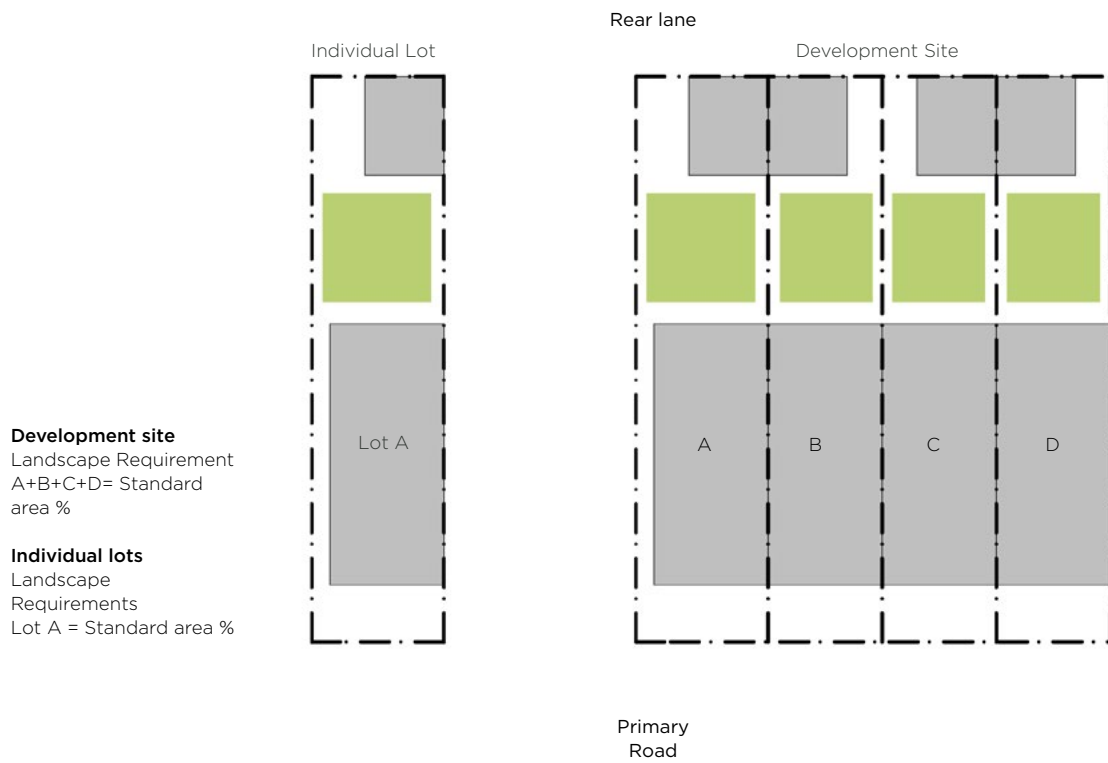 Rear lane
Individual Lot
Development Site
Lot A
A
B
C
D
Development site
Landscape Requirement
A+B+C+D= Standard
area %
Individual lots
Landscape
Requirements
Lot A = Standard area %
Primary
Road